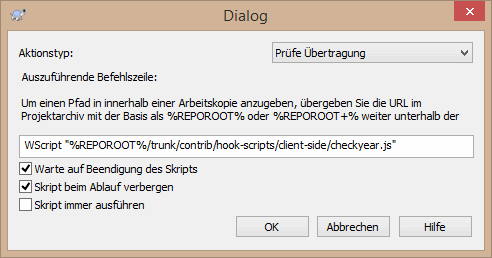 Dialog
Aktionstyp:
Prüfe Übertragung
Auszuführende Befehlszeile:
Um einen Pfad in innerhalb einer Arbeitskopie anzugeben, übergeben Sie die URL im
Projektarchiv mit der Basis als %REPOROOT% oder %REPOROOT+% weiter unterhalb der
WScript "%REPOROOT%/trunk/contrib/hook-scripts/client-side/checkyear.js"
Warte auf Beendigung des Skripts
Skript beim Ablauf verbergen
Skript immer ausführen
OK
Abbrechen
Hilfe